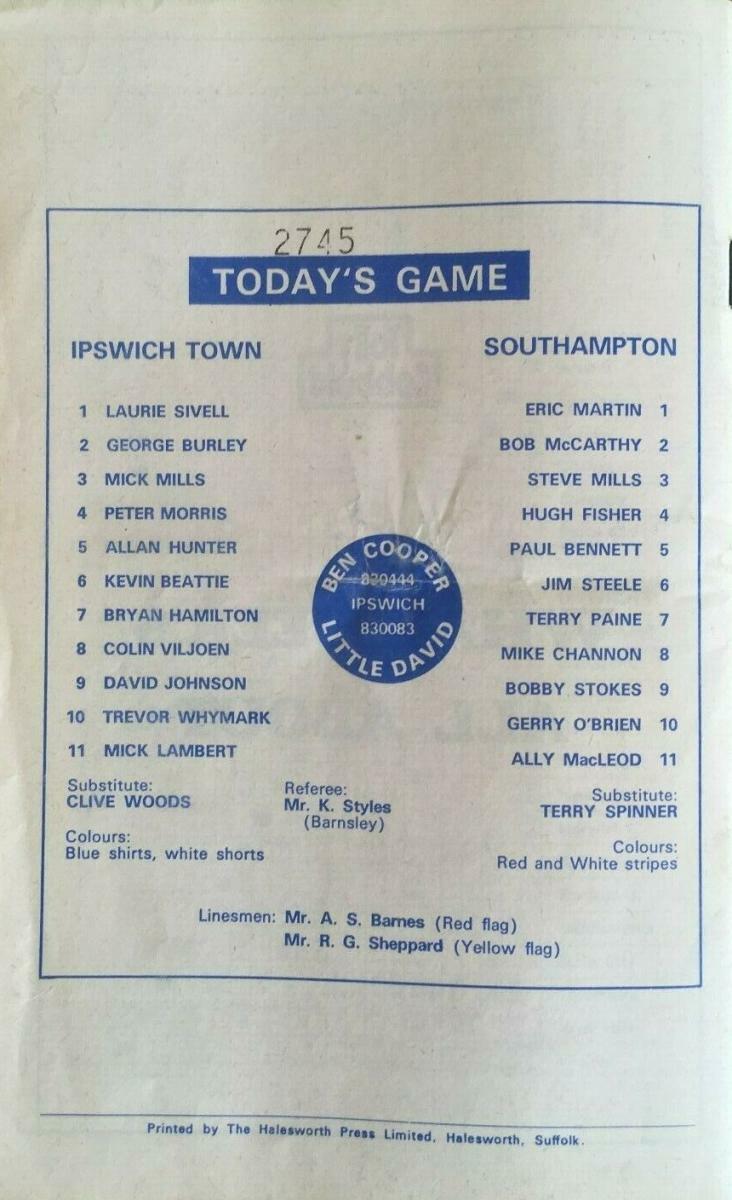 2745
TODAY'S GAME
IPSWICH TOWN
1 LAURIE SIVELL
2 GEORGE BURLEY
3 MICK MILLS
4 PETER MORRIS
5 ALLAN HUNTER
6 KEVIN BEATTIE
7 BRYAN HAMILTON
8 COLIN VILJOEN
9 DAVID JOHNSON
10 TREVOR WHYMARK
11 MICK LAMBERT
Substitute:
CLIVE WOODS
Colours:
Blue shirts, white shorts
BEN COOPER
830444
IPSWICH
830083
LITTLE DAVID
Referee:
Mr. K. Styles
(Barnsley)
SOUTHAMPTON
ERIC MARTIN 1
BOB McCARTHY 2
STEVE MILLS 3
HUGH FISHER 4
PAUL BENNETT 5
JIM STEELE 6
TERRY PAINE 7
MIKE CHANNON 8
BOBBY STOKES 9
GERRY O'BRIEN 10
ALLY MacLEOD 11
Substitute:
TERRY SPINNER
Colours:
Red and White stripes
Linesmen: Mr. A. S. Barnes (Red flag)
Mr. R. G. Sheppard (Yellow flag)
Printed by The Halesworth Press Limited, Halesworth, Suffolk.